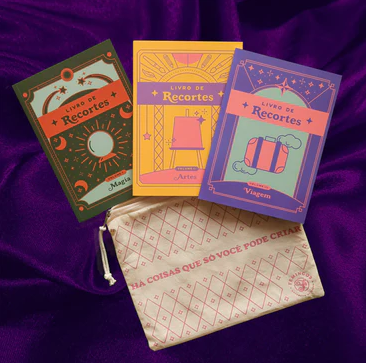 LIVRO DE
Recortes
Magia
LIVRO DE
Recortes
Artes
LIVRO DE
Recortes
Viagem
HÁ COISAS QUE SÓ VOCÊ PODE CRIAR